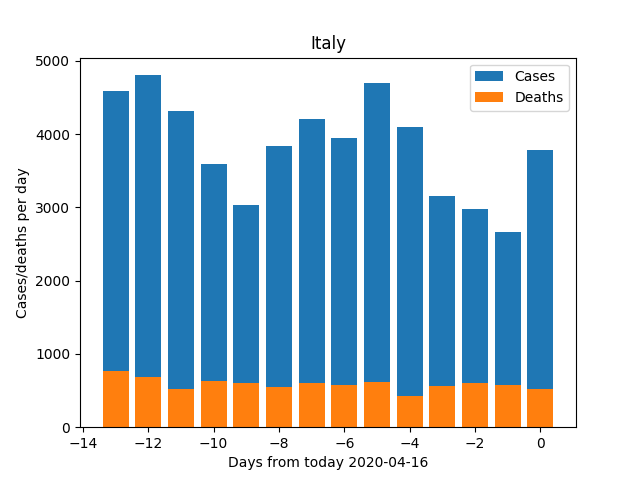 Italy
Cases
Deaths
Cases/deaths per day
5000
4000
3000
2000
1000
0
−14 −12 −10 −8 −6 −4 −2 0
Days from today 2020-04-16